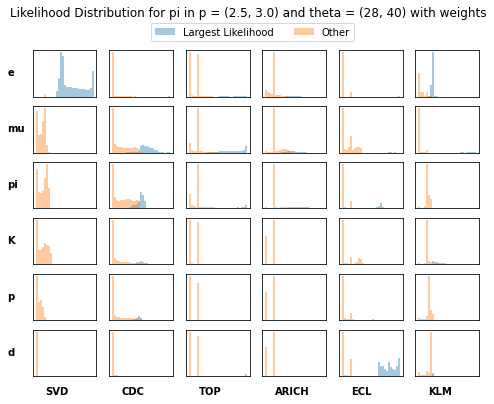 Likelihood Distribution for pi in p = (2.5, 3.0) and theta = (28, 40) with weights
Largest Likelihood Other
e
mu
pi
K
p
d
SVD CDC TOP ARICH ECL KLM